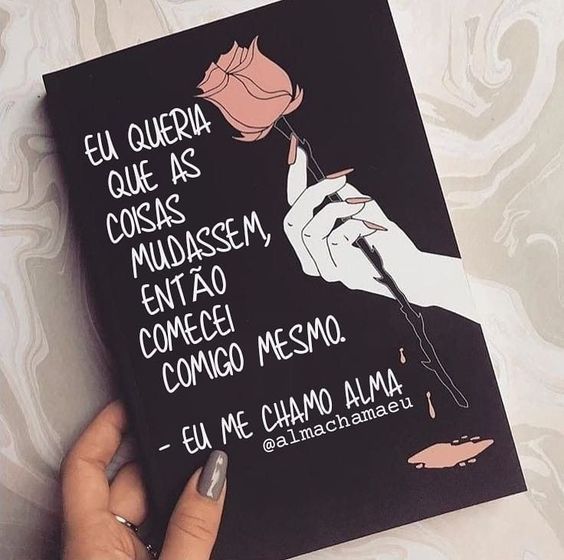 EU QUERIA
QUE AS
COISAS
MUDASSEM,
ENTÃO
COMECEI
COMIGO MESMO.
- EU ME CHAMO ALMA
@almachamaeu